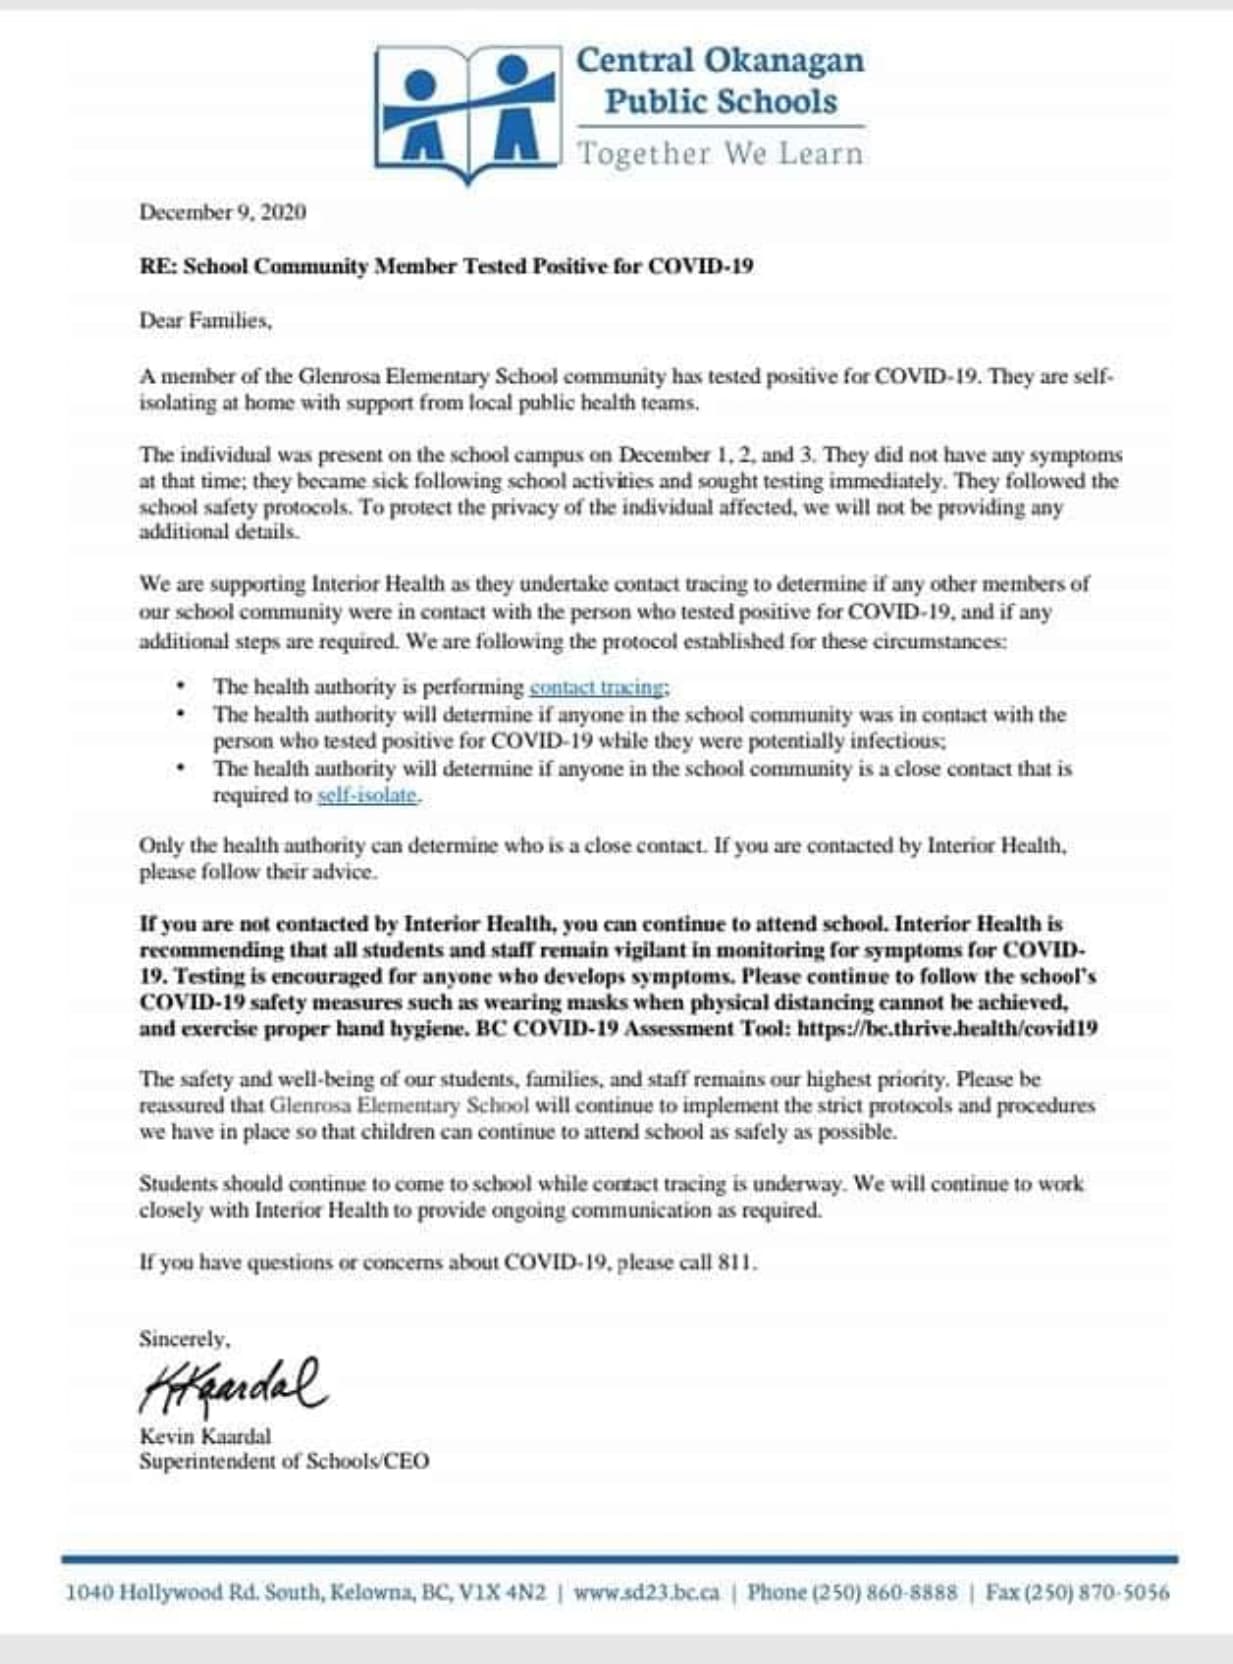 Central Okanagan
Public Schools
Together We Learn
December 9, 2020
RE: School Community Member Tested Positive for COVID-19
Dear Families,
A member of the Glenrosa Elementary School community has tested positive for COVID-19. They are self-
isolating at home with support from local public health teams.
The individual was present on the school campus on December 1, 2, and 3. They did not have any symptoms
at that time; they became sick following school activities and sought testing immediately. They followed the
school safety protocols. To protect the privacy of the individual affected, we will not be providing any
additional details.
We are supporting Interior Health as they undertake contact tracing to determine if any other members of
our school community were in contact with the person who tested positive for COVID-19, and if any
additional steps are required. We are following the protocol established for these circumstances:
• The health authority is performing contact tracing;
• The health authority will determine if anyone in the school community was in contact with the
person who tested positive for COVID-19 while they were potentially infectious;
• The health authority will determine if anyone in the school community is a close contact that is
required to self-isolate.
Only the health authority can determine who is a close contact. If you are contacted by Interior Health,
please follow their advice.
If you are not contacted by Interior Health, you can continue to attend school. Interior Health is
recommending that all students and staff remain vigilant in monitoring for symptoms for COVID-
19. Testing is encouraged for anyone who develops symptoms. Please continue to follow the school's
COVID-19 safety measures such as wearing masks when physical distancing cannot be achieved,
and exercise proper hand hygiene. BC COVID-19 Assessment Tool: https://bc.thrive.health/covid19
The safety and well-being of our students, families, and staff remains our highest priority. Please be
reassured that Glenrosa Elementary School will continue to implement the strict protocols and procedures
we have in place so that children can continue to attend school as safely as possible.
Students should continue to come to school while contact tracing is underway. We will continue to work
closely with Interior Health to provide ongoing communication as required.
If you have questions or concerns about COVID-19, please call 811.
Sincerely,
KKaardal
Kevin Kaardal
Superintendent of Schools/CEO
1040 Hollywood Rd. South, Kelowna, BC, V1X 4N2 | www.sd23.bc.ca | Phone (250) 860-8888 | Fax (250) 870-5056